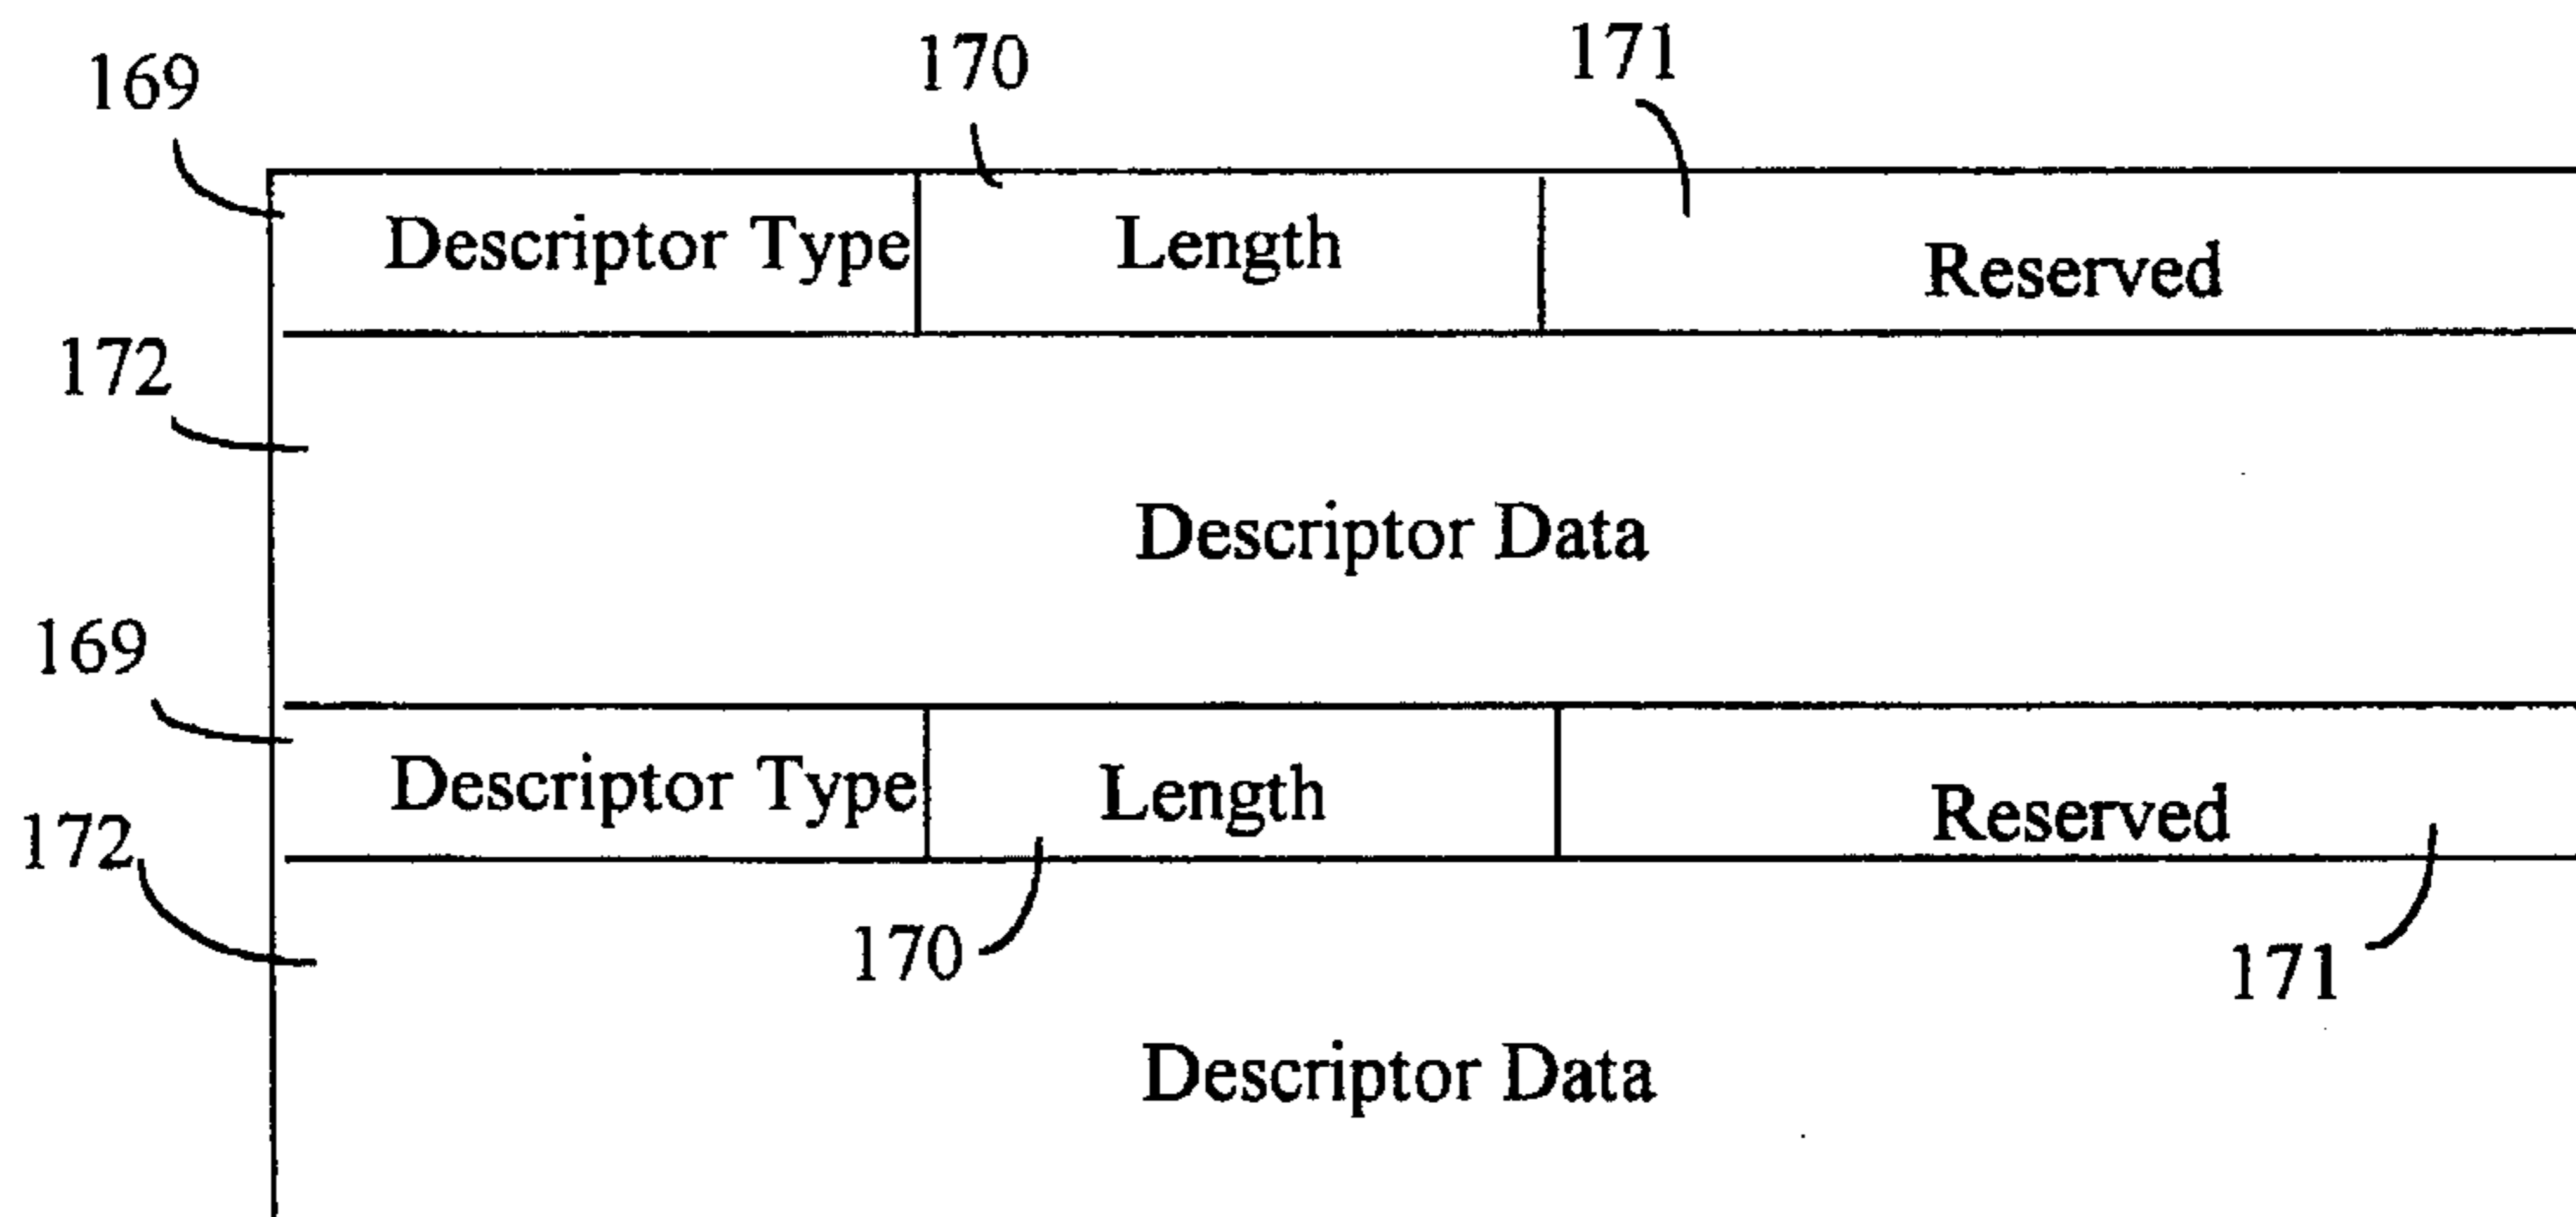 169 170 171
Descriptor Type Length Reserved
172
Descriptor Data
169
Descriptor Type Length Reserved
172
170 171
Descriptor Data